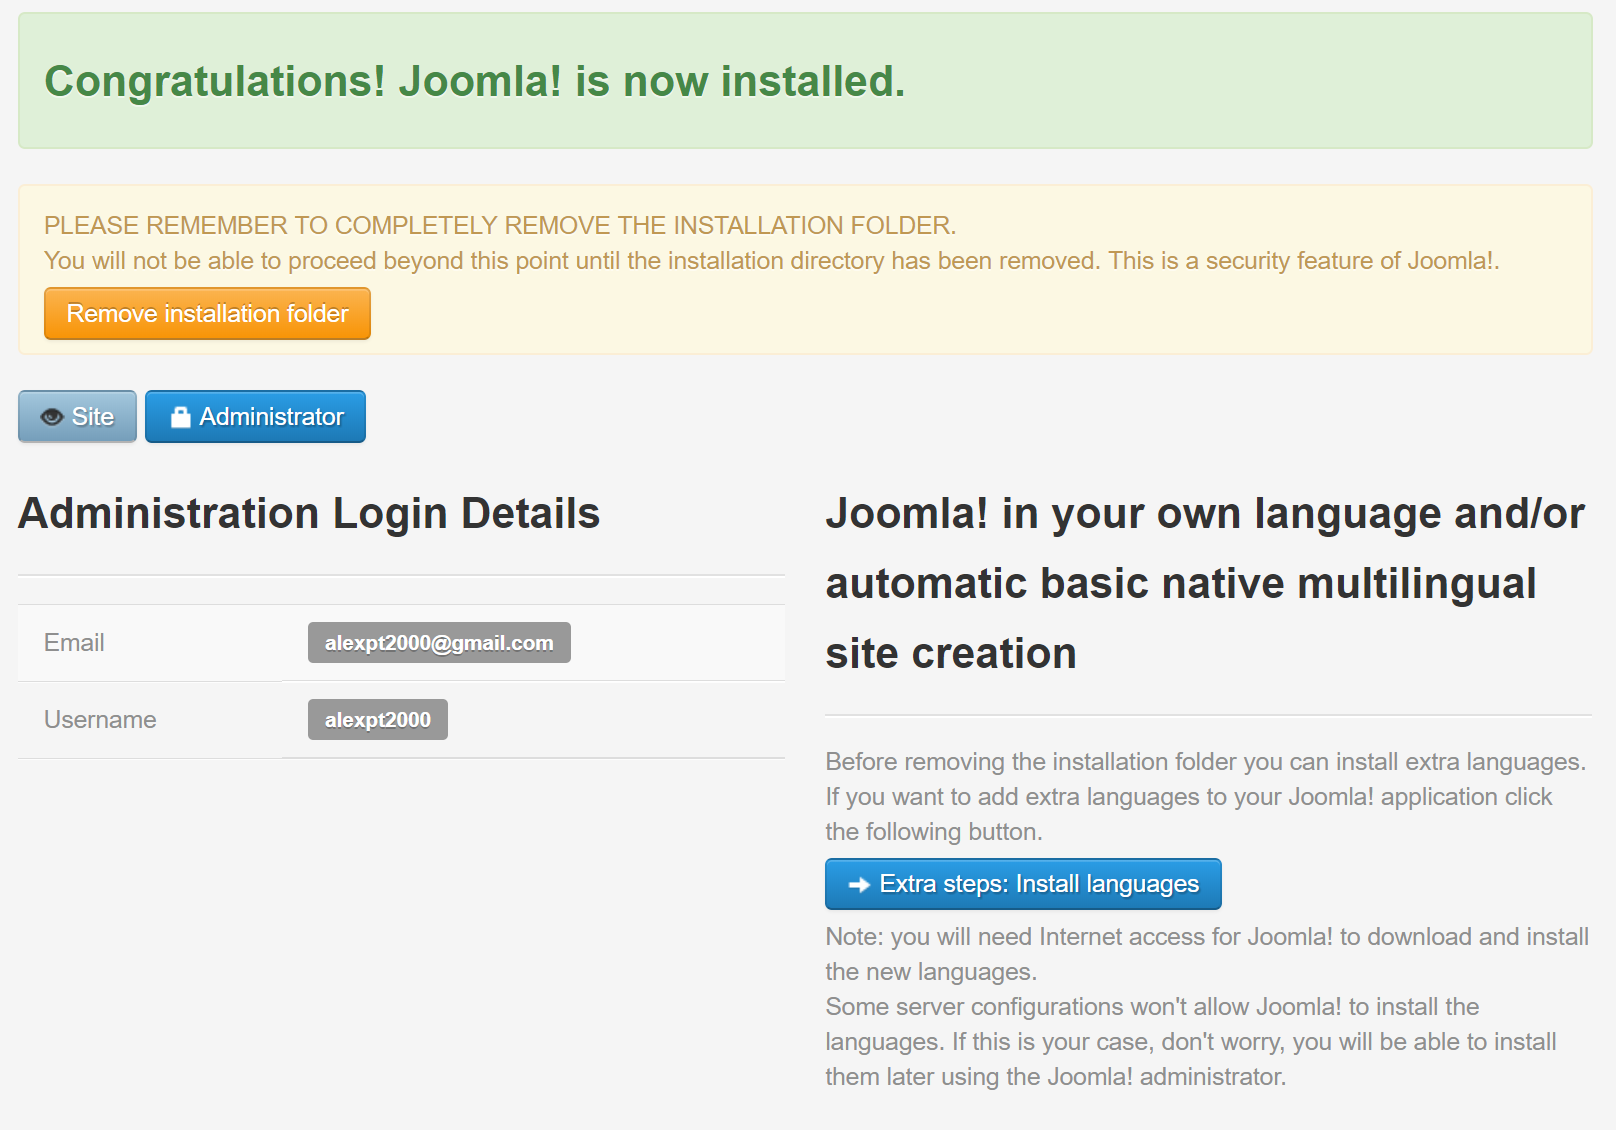 Congratulations! Joomla! is now installed.
PLEASE REMEMBER TO COMPLETELY REMOVE THE INSTALLATION FOLDER.
You will not be able to proceed beyond this point until the installation directory has been removed. This is a security feature of Joomla!.
Remove installation folder
Site
Administrator
Administration Login Details
Email
alexpt2000@gmail.com
Username
alexpt2000
Joomla! in your own language and/or
automatic basic native multilingual
site creation
Before removing the installation folder you can install extra languages.
If you want to add extra languages to your Joomla! application click
the following button.
Extra steps: Install languages
Note: you will need Internet access for Joomla! to download and install
the new languages.
Some server configurations won't allow Joomla! to install the
languages. If this is your case, don't worry, you will be able to install
them later using the Joomla! administrator.